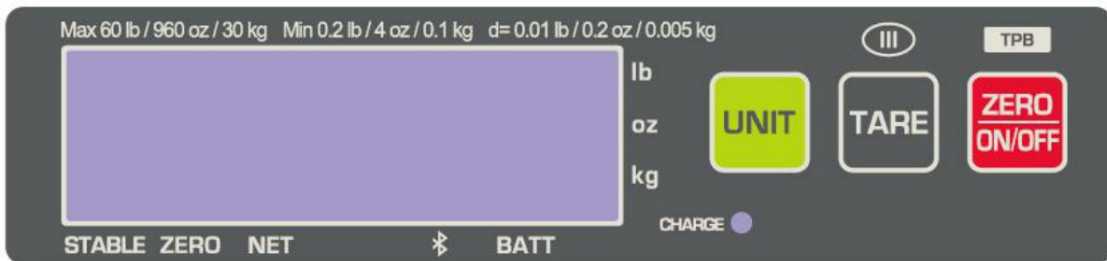 Max 60 lb / 960 oz / 30 kg Min 0.2 lb / 4 oz / 0.1 kg d= 0.01 lb / 0.2 oz / 0.005 kg
III
TPB
lb
oz
kg
UNIT
TARE
ZERO
ON/OFF
CHARGE
STABLE ZERO NET BATT